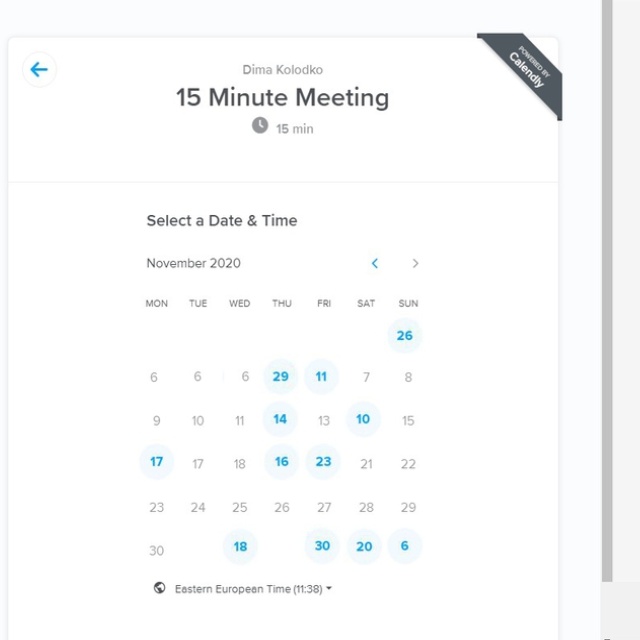 Dima Kolodko
15 Minute Meeting
15 min
POWERED BY
Calendly
Select a Date & Time
November 2020
MON TUE WED THU FRI SAT SUN
26
6 6 6 29 11 7 8
9 10 11 14 13 10 15
17 17 18 16 23 21 22
23 24 25 26 27 28 29
30 18 30 20 6
Eastern European Time (11:38)